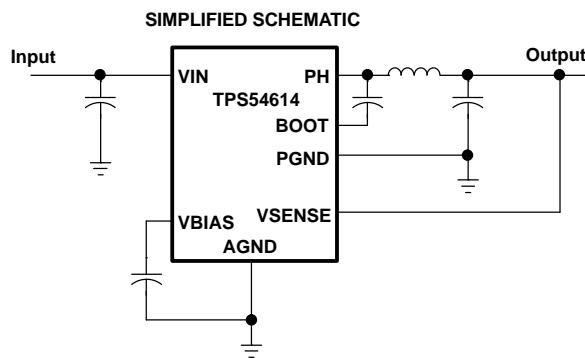 SIMPLIFIED SCHEMATIC
Input
Output
VIN
PH
TPS54614
BOOT
PGND
VBIAS
VSENSE
AGND